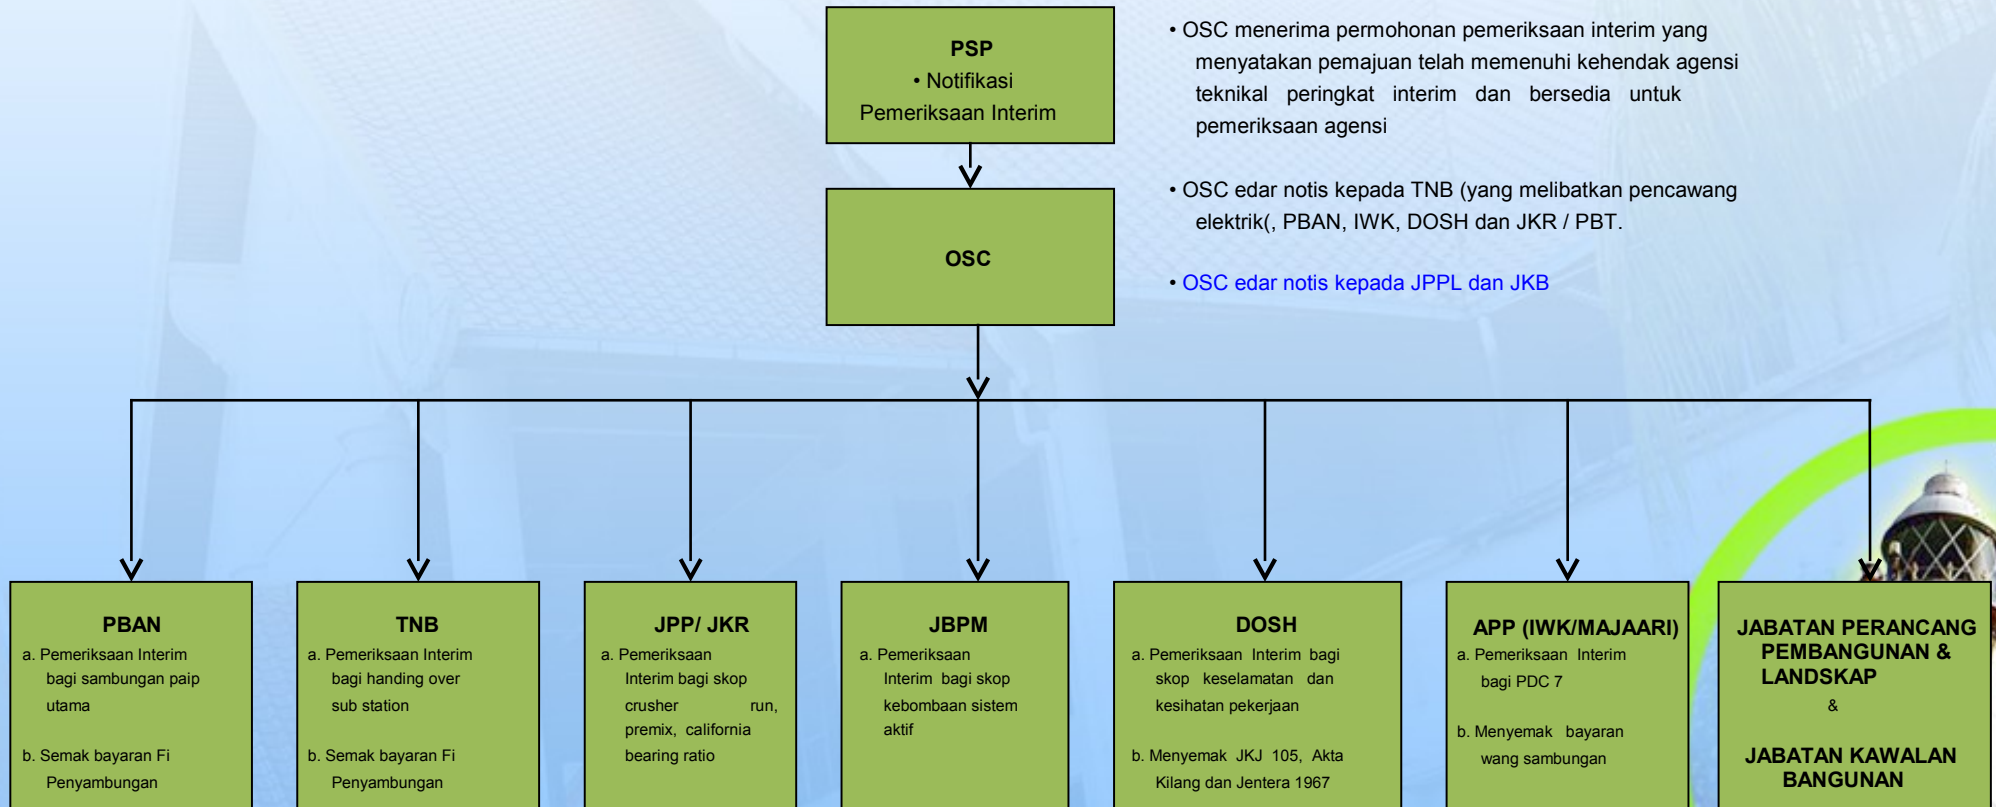 PSP
• Notifikasi
Pemeriksaan Interim
• OSC menerima permohonan pemeriksaan interim yang
menyatakan pemajuan telah memenuhi kehendak agensi
teknikal peringkat interim dan bersedia untuk
pemeriksaan agensi
• OSC edar notis kepada TNB (yang melibatkan pencawang
elektrik(, PBAN, IWK, DOSH dan JKR / PBT.
• OSC edar notis kepada JPPL dan JKB
OSC
PBAN
a. Pemeriksaan Interim
bagi sambungan paip
utama
b. Semak bayaran Fi
Penyambungan
TNB
a. Pemeriksaan Interim
bagi handing over
sub station
b. Semak bayaran Fi
Penyambungan
JPP/ JKR
a. Pemeriksaan
Interim bagi skop
crusher run,
premix, california
bearing ratio
JBPM
a. Pemeriksaan
Interim bagi skop
kebombaan sistem
aktif
DOSH
a. Pemeriksaan Interim bagi
skop keselamatan dan
kesihatan pekerjaan
b. Menyemak JKJ 105, Akta
Kilang dan Jentera 1967
APP (IWK/MAJAARI)
a. Pemeriksaan Interim
bagi PDC 7
b. Menyemak bayaran
wang sambungan
JABATAN PERANCANG
PEMBANGUNAN &
LANDSKAP
&
JABATAN KAWALAN
BANGUNAN